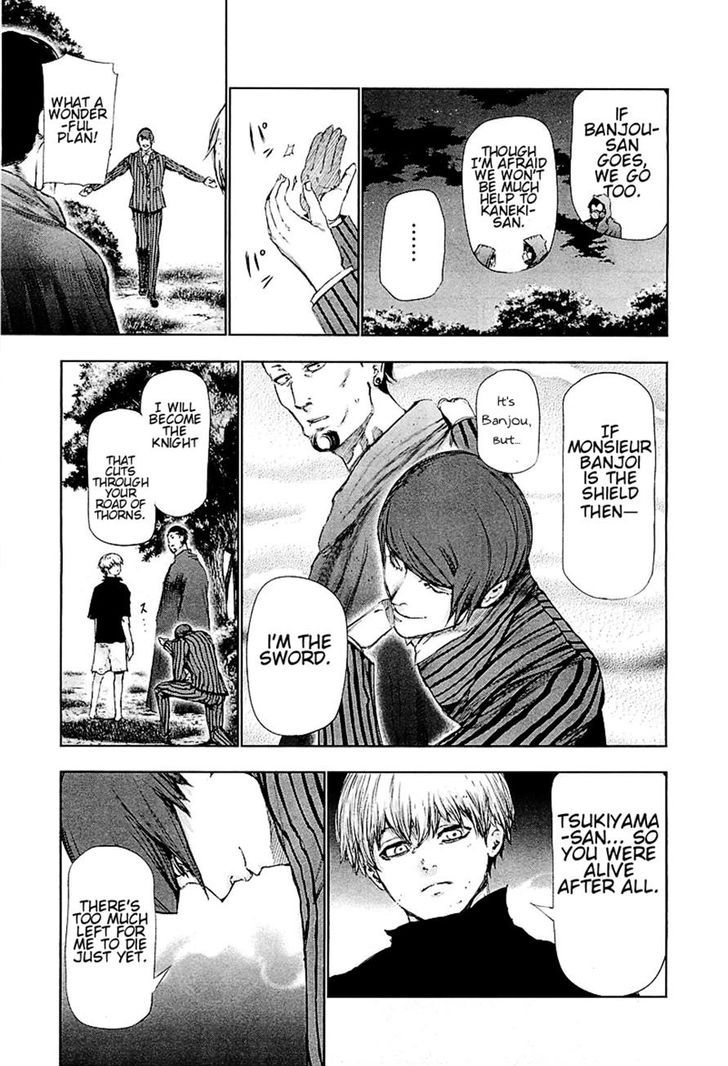 IF
BANJOU-
SAN
GOES,
WE GO
TOO.
THOUGH
I'M AFRAID
WE WON'T
BE MUCH
HELP TO
KANEKI-
SAN.
......
WHAT A
WONDER
-FUL
PLAN!
IF
MONSIEUR
BANJOI
IS THE
SHIELD
THEN—
It's
Banjou,
but...
I'M THE
SWORD.
I WILL
BECOME
THE
KNIGHT
THAT
CUTS
THROUGH
YOUR
ROAD OF
THORNS.
ス
TSUKIYAMA
-SAN... SO
YOU WERE
ALIVE
AFTER ALL.
THERE'S
TOO MUCH
LEFT FOR
ME TO DIE
JUST YET.